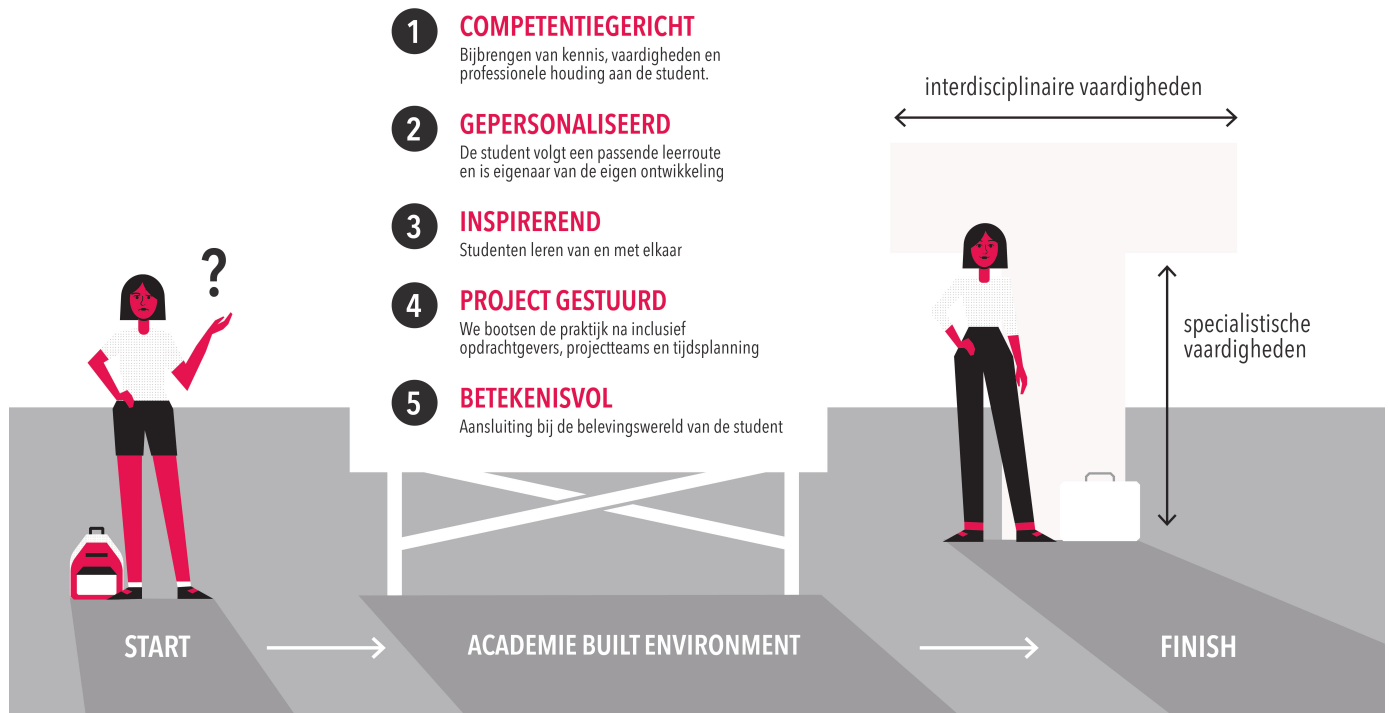 1 COMPETENTIEGERICHT
Bijbrengen van kennis, vaardigheden en
professionele houding aan de student.
2 GEPERSONALISEERD
De student volgt een passende leerroute
en is eigenaar van de eigen ontwikkeling
3 INSPIREREND
Studenten leren van en met elkaar
4 PROJECT GESTUURD
We bootsen de praktijk na inclusief
opdrachtgevers, projectteams en tijdsplanning
5 BETEKENISVOL
Aansluiting bij de belevingswereld van de student
?
interdisciplinaire vaardigheden
specialistische
vaardigheden
START
ACADEMIE BUILT ENVIRONMENT
FINISH